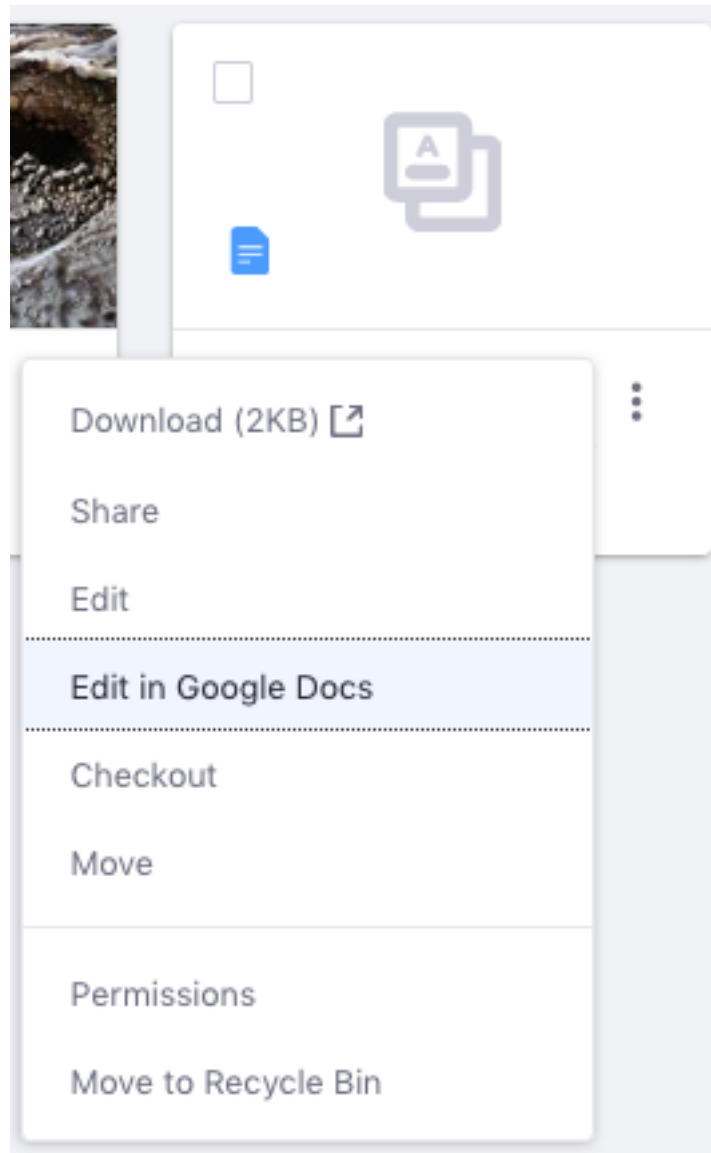 A
Download (2KB)
Share
Edit
Edit in Google Docs
Checkout
Move
Permissions
Move to Recycle Bin